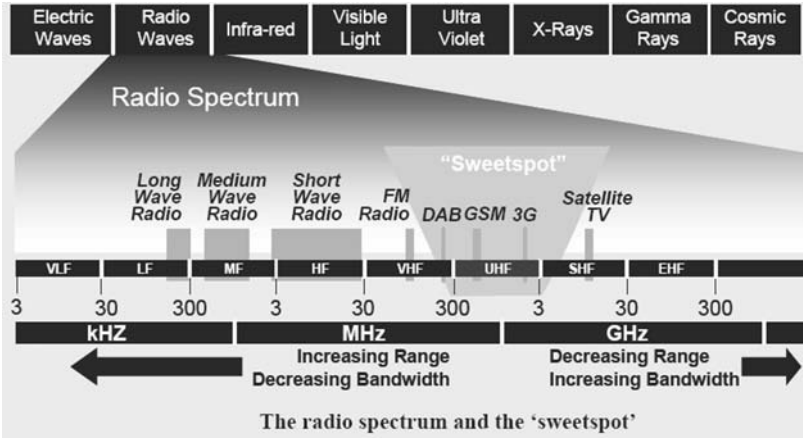 Electric Waves
Radio Waves
Infra-red
Visible Light
Ultra Violet
X-Rays
Gamma Rays
Cosmic Rays
Radio Spectrum
"Sweetspot"
Long Wave Radio
Medium Wave Radio
Short Wave Radio
FM Radio
DAB
GSM
3G
Satellite TV
VLF
LF
MF
HF
VHF
UHF
SHF
EHF
3 30 300 3 30 300 3 30 300
kHZ
MHz
GHz
Increasing Range
Decreasing Bandwidth
Decreasing Range
Increasing Bandwidth
The radio spectrum and the 'sweetspot'